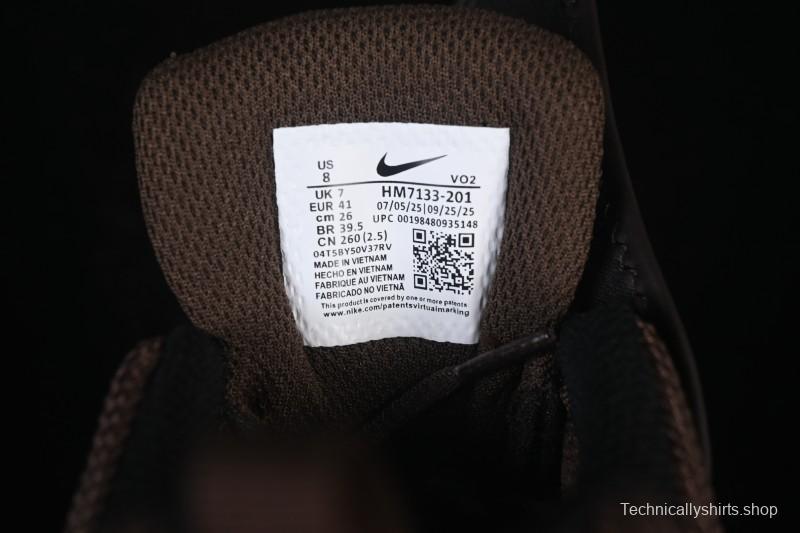 US
8
VO2
UK 7
EUR 41
cm 26
BR 39.5
CN 260 (2.5)
HM7133-201
07/05/25|09/25/25
UPC 00198480935148
04T5BY50V37RV
MADE IN VIETNAM
HECHO EN VIETNAM
FABRIQUE AU VIETNAM
FABRICADO NO VIETNÃ
This product is covered by one or more patents
www.nike.com/patentsvirtualmarking
Technicallyshirts.shop